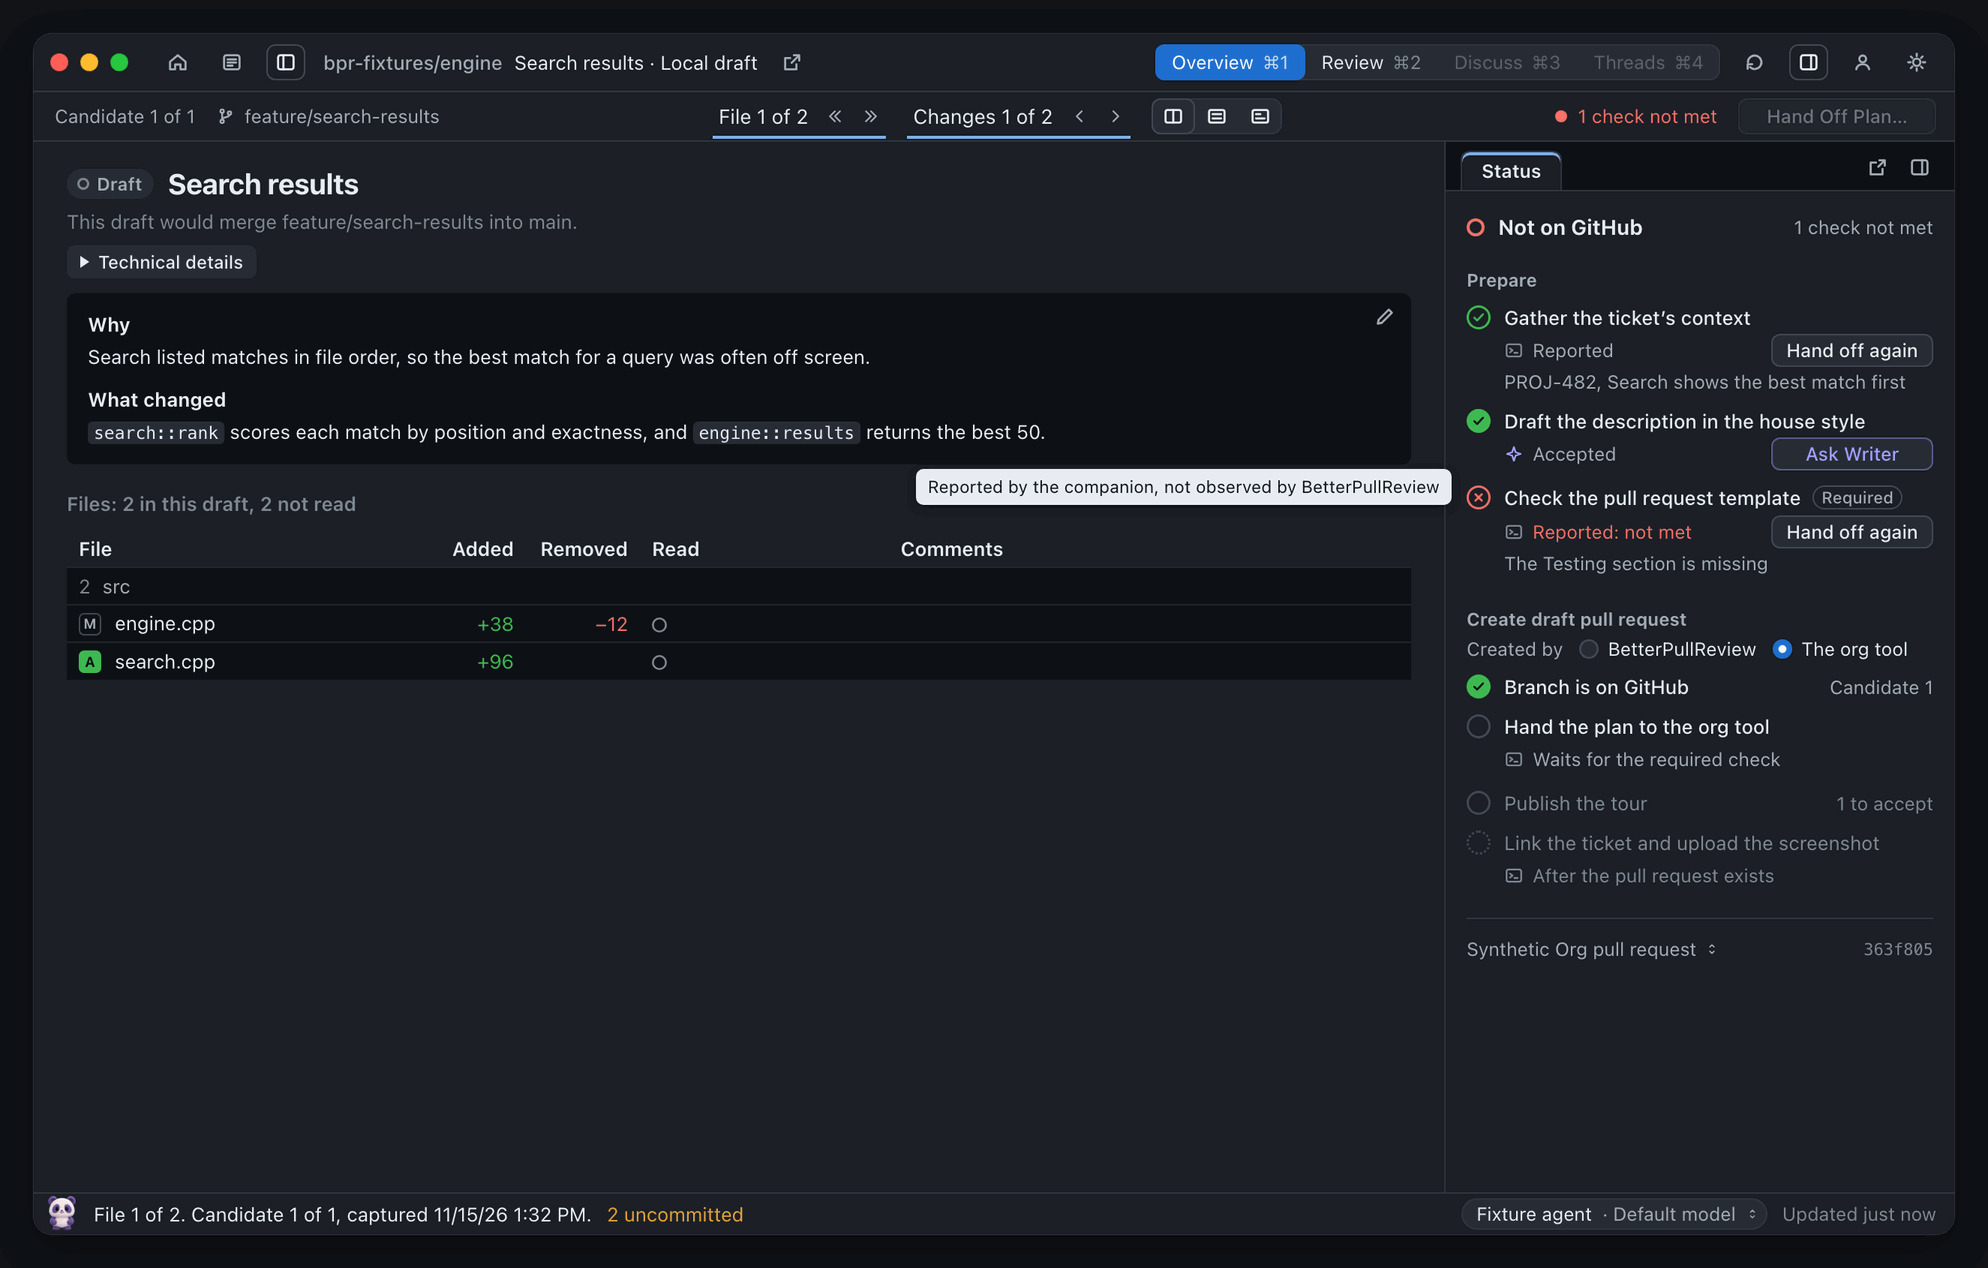 bpr-fixtures/engine Search results · Local draft
Overview ⌘1 Review ⌘2 Discuss ⌘3 Threads ⌘4
Candidate 1 of 1 feature/search-results
File 1 of 2 « »
Changes 1 of 2 ‹ ›
1 check not met
Hand Off Plan...
Draft Search results
This draft would merge feature/search-results into main.
Technical details
Why
Search listed matches in file order, so the best match for a query was often off screen.
What changed
search::rank scores each match by position and exactness, and engine::results returns the best 50.
Reported by the companion, not observed by BetterPullReview
Files: 2 in this draft, 2 not read
File Added Removed Read Comments
2 src
M engine.cpp +38 −12
A search.cpp +96
Status
Not on GitHub 1 check not met
Prepare
Gather the ticket’s context
Reported Hand off again
PROJ-482, Search shows the best match first
Draft the description in the house style
Accepted Ask Writer
Check the pull request template Required
Reported: not met Hand off again
The Testing section is missing
Create draft pull request
Created by BetterPullReview The org tool
Branch is on GitHub Candidate 1
Hand the plan to the org tool
Waits for the required check
Publish the tour 1 to accept
Link the ticket and upload the screenshot
After the pull request exists
Synthetic Org pull request 363f805
File 1 of 2. Candidate 1 of 1, captured 11/15/26 1:32 PM. 2 uncommitted
Fixture agent · Default model Updated just now